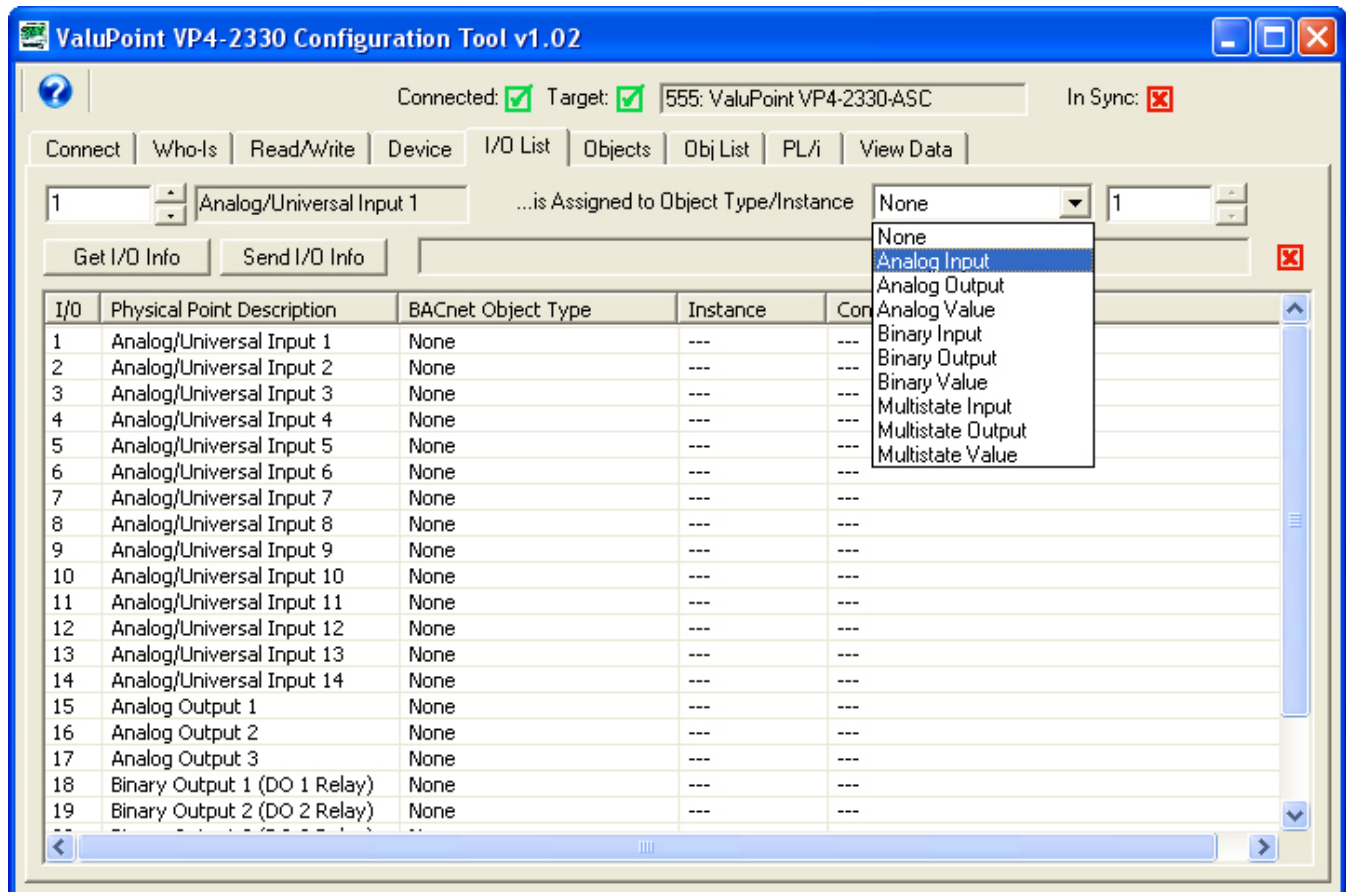 ValuPoint VP4-2330 Configuration Tool v1.02
Connected: Target: 555: ValuPoint VP4-2330-ASC In Sync:
Connect Who-Is Read/Write Device I/O List Objects Obj List PL/i View Data
1 Analog/Universal Input 1 ...is Assigned to Object Type/Instance None 1
Get I/O Info Send I/O Info
None
Analog Input
Analog Output
Analog Value
Binary Input
Binary Output
Binary Value
Multistate Input
Multistate Output
Multistate Value
I/O Physical Point Description BACnet Object Type Instance Con
1 Analog/Universal Input 1 None --- ---
2 Analog/Universal Input 2 None --- ---
3 Analog/Universal Input 3 None --- ---
4 Analog/Universal Input 4 None --- ---
5 Analog/Universal Input 5 None --- ---
6 Analog/Universal Input 6 None --- ---
7 Analog/Universal Input 7 None --- ---
8 Analog/Universal Input 8 None --- ---
9 Analog/Universal Input 9 None --- ---
10 Analog/Universal Input 10 None --- ---
11 Analog/Universal Input 11 None --- ---
12 Analog/Universal Input 12 None --- ---
13 Analog/Universal Input 13 None --- ---
14 Analog/Universal Input 14 None --- ---
15 Analog Output 1 None --- ---
16 Analog Output 2 None --- ---
17 Analog Output 3 None --- ---
18 Binary Output 1 (DO 1 Relay) None --- ---
19 Binary Output 2 (DO 2 Relay) None --- ---